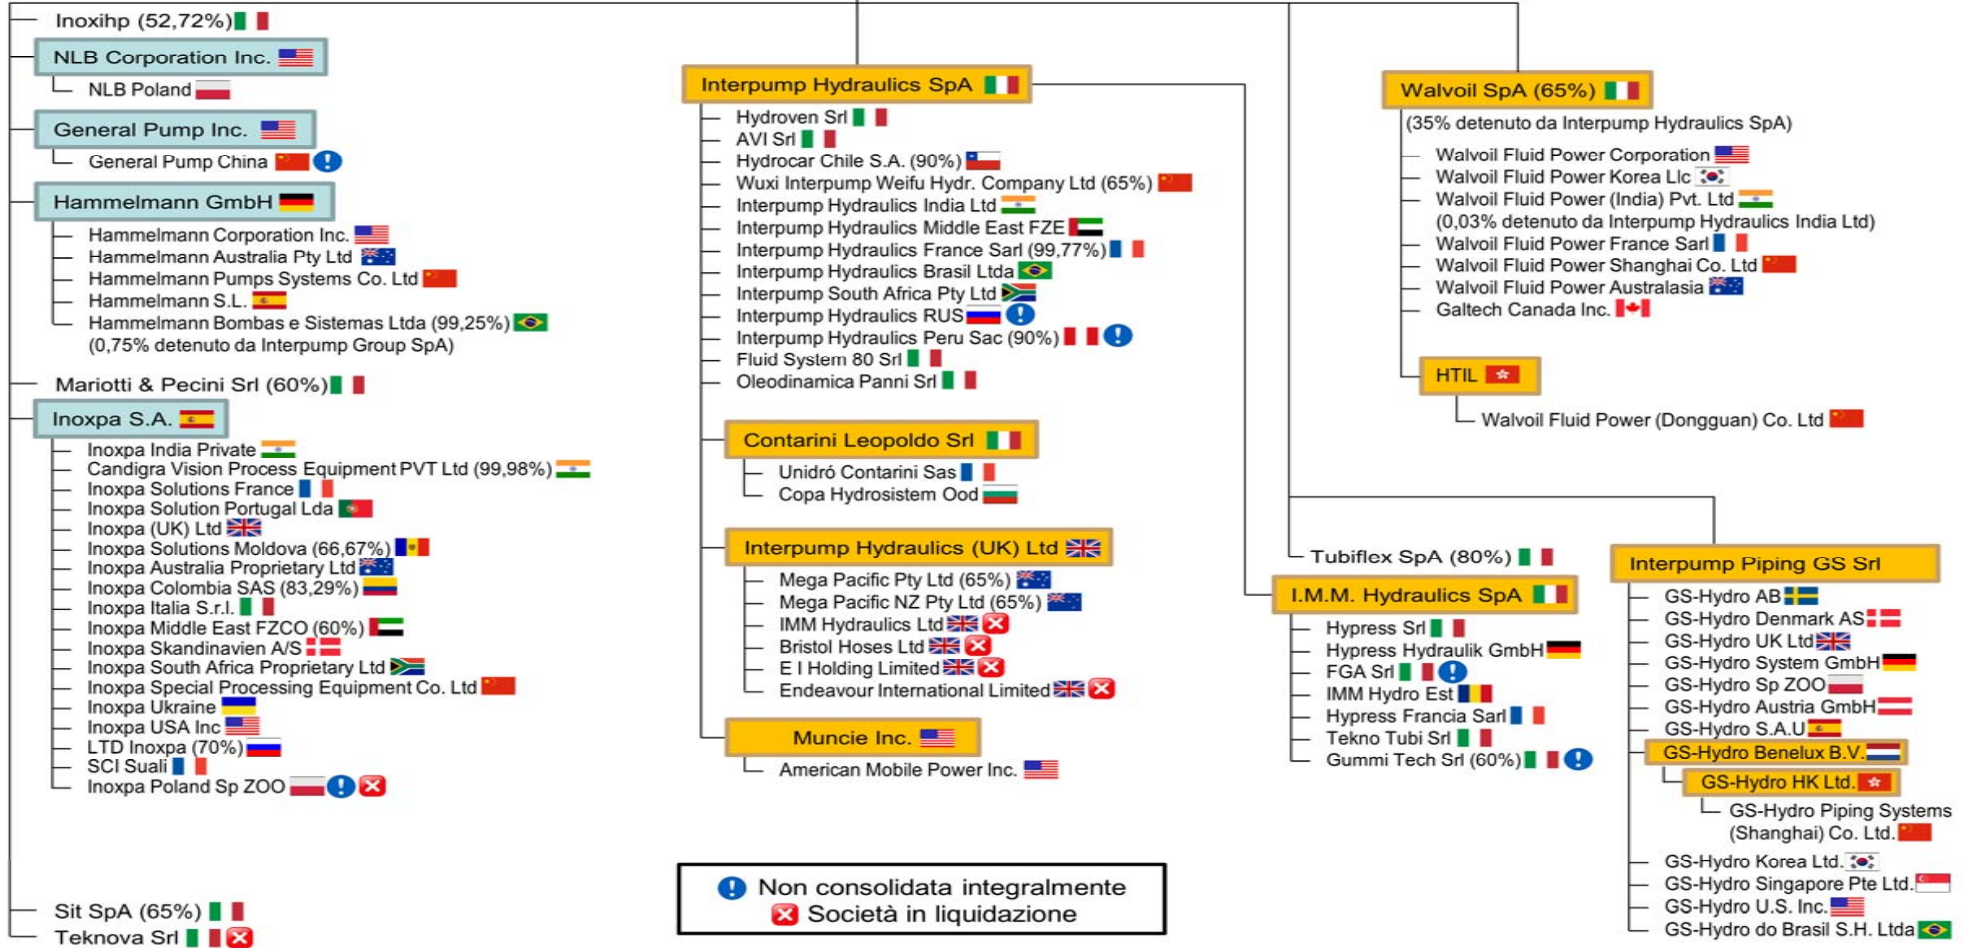 Inoxihp (52,72%)
NLB Corporation Inc.
NLB Poland
General Pump Inc.
General Pump China
Hammelmann GmbH
Hammelmann Corporation Inc.
Hammelmann Australia Pty Ltd
Hammelmann Pumps Systems Co. Ltd
Hammelmann S.L.
Hammelmann Bombas e Sistemas Ltda (99,25%)
(0,75% detenuto da Interpump Group SpA)
Mariotti & Pecini Srl (60%)
Inoxpa S.A.
Inoxpa India Private
Candigra Vision Process Equipment PVT Ltd (99,98%)
Inoxpa Solutions France
Inoxpa Solution Portugal Lda
Inoxpa (UK) Ltd
Inoxpa Solutions Moldova (66,67%)
Inoxpa Australia Proprietary Ltd
Inoxpa Colombia SAS (83,29%)
Inoxpa Italia S.r.l.
Inoxpa Middle East FZCO (60%)
Inoxpa Skandinavien A/S
Inoxpa South Africa Proprietary Ltd
Inoxpa Special Processing Equipment Co. Ltd
Inoxpa Ukraine
Inoxpa USA Inc
LTD Inoxpa (70%)
SCI Suali
Inoxpa Poland Sp ZOO
Sit SpA (65%)
Teknova Srl
Interpump Hydraulics SpA
Hydroven Srl
AVI Srl
Hydrocar Chile S.A. (90%)
Wuxi Interpump Weifu Hydr. Company Ltd (65%)
Interpump Hydraulics India Ltd
Interpump Hydraulics Middle East FZE
Interpump Hydraulics France Sarl (99,77%)
Interpump Hydraulics Brasil Ltda
Interpump South Africa Pty Ltd
Interpump Hydraulics RUS
Interpump Hydraulics Peru Sac (90%)
Fluid System 80 Srl
Oleodinamica Panni Srl
Contarini Leopoldo Srl
Unidró Contarini Sas
Copa Hydrosistem Ood
Interpump Hydraulics (UK) Ltd
Mega Pacific Pty Ltd (65%)
Mega Pacific NZ Pty Ltd (65%)
IMM Hydraulics Ltd
Bristol Hoses Ltd
E I Holding Limited
Endeavour International Limited
Muncie Inc.
American Mobile Power Inc.
Non consolidata integralmente
Società in liquidazione
Tubiflex SpA (80%)
I.M.M. Hydraulics SpA
Hypress Srl
Hypress Hydraulik GmbH
FGA Srl
IMM Hydro Est
Hypress Francia Sarl
Tekno Tubi Srl
Gummi Tech Srl (60%)
Walvoil SpA (65%)
(35% detenuto da Interpump Hydraulics SpA)
Walvoil Fluid Power Corporation
Walvoil Fluid Power Korea Llc
Walvoil Fluid Power (India) Pvt. Ltd
(0,03% detenuto da Interpump Hydraulics India Ltd)
Walvoil Fluid Power France Sarl
Walvoil Fluid Power Shanghai Co. Ltd
Walvoil Fluid Power Australasia
Galtech Canada Inc.
HTIL
Walvoil Fluid Power (Dongguan) Co. Ltd
Interpump Piping GS Srl
GS-Hydro AB
GS-Hydro Denmark AS
GS-Hydro UK Ltd
GS-Hydro System GmbH
GS-Hydro Sp ZOO
GS-Hydro Austria GmbH
GS-Hydro S.A.U
GS-Hydro Benelux B.V.
GS-Hydro HK Ltd.
GS-Hydro Piping Systems
(Shanghai) Co. Ltd.
GS-Hydro Korea Ltd.
GS-Hydro Singapore Pte Ltd.
GS-Hydro U.S. Inc.
GS-Hydro do Brasil S.H. Ltda